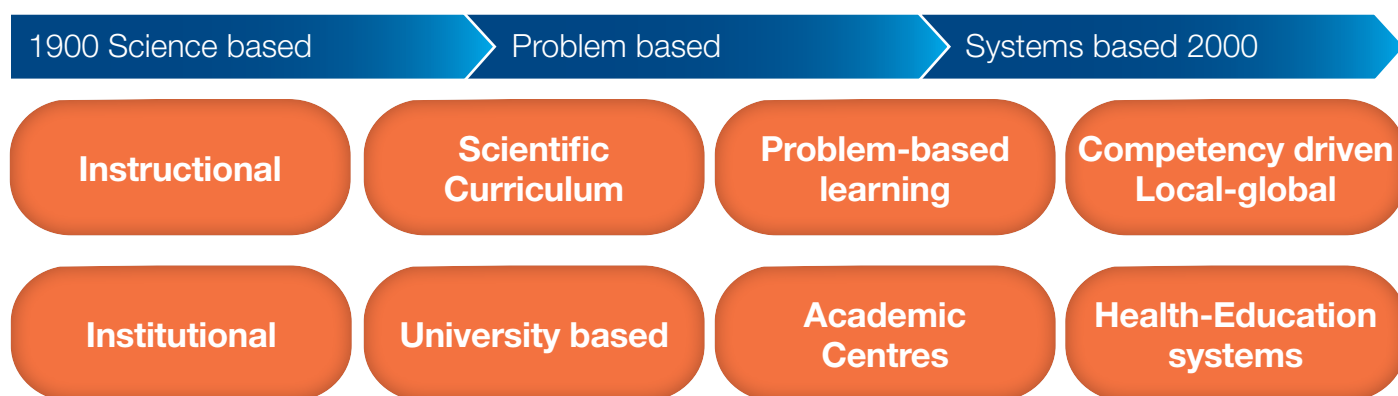 1900 Science based
Problem based
Systems based 2000
Instructional
Scientific
Curriculum
Problem-based
learning
Competency driven
Local-global
Institutional
University based
Academic
Centres
Health-Education
systems